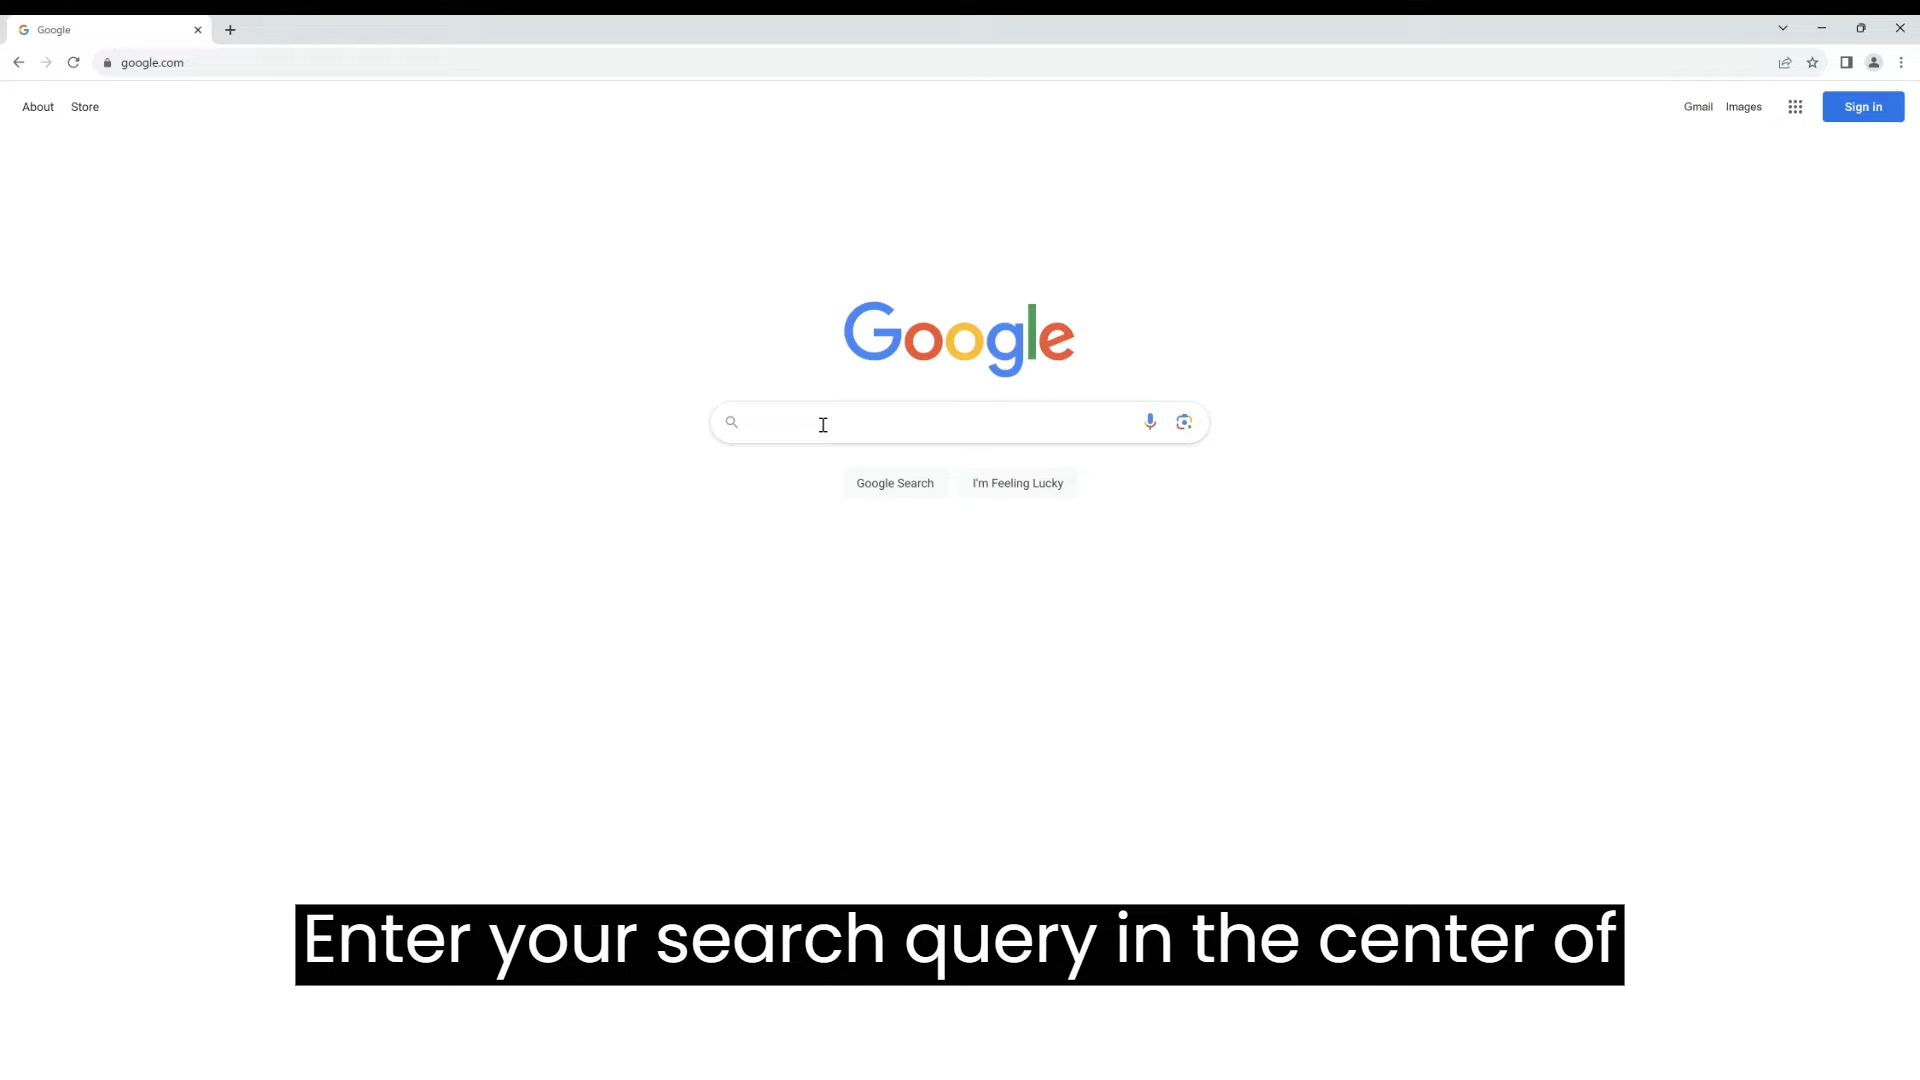 Google
google.com
About Store
Gmail Images Sign in
Google
Google Search I'm Feeling Lucky
Enter your search query in the center of